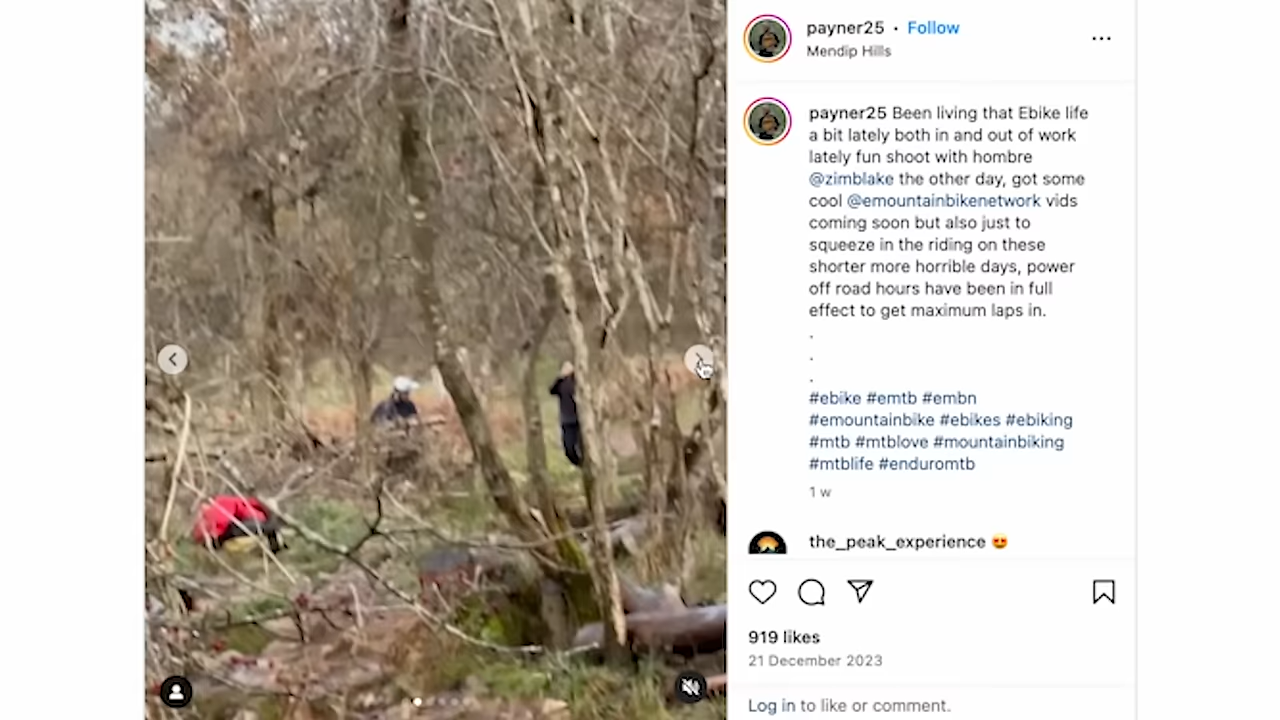 payner25 • Follow
Mendip Hills
payner25 Been living that Ebike life
a bit lately both in and out of work
lately fun shoot with hombre
@zimblake the other day, got some
cool @emountainbikenetwork vids
coming soon but also just to
squeeze in the riding on these
shorter more horrible days, power
off road hours have been in full
effect to get maximum laps in.
.
.
.
#ebike #emtb #embn
#emountainbike #ebikes #ebiking
#mtb #mtblove #mountainbiking
#mtblife #enduromtb
1 w
the_peak_experience 😍
919 likes
21 December 2023
Log in to like or comment.